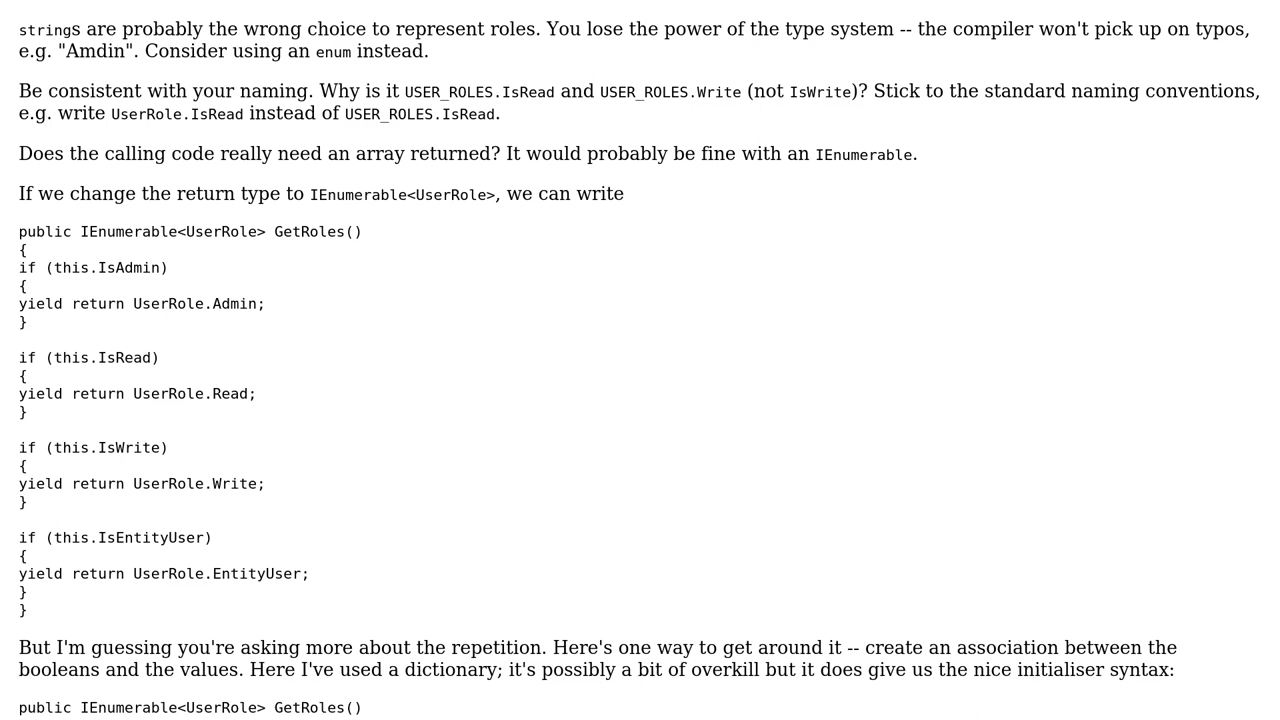 strings are probably the wrong choice to represent roles. You lose the power of the type system -- the compiler won't pick up on typos,
e.g. "Amdin". Consider using an enum instead.
Be consistent with your naming. Why is it USER_ROLES.IsRead and USER_ROLES.Write (not IsWrite)? Stick to the standard naming conventions,
e.g. write UserRole.IsRead instead of USER_ROLES.IsRead.
Does the calling code really need an array returned? It would probably be fine with an IEnumerable.
If we change the return type to IEnumerable<UserRole>, we can write
public IEnumerable<UserRole> GetRoles()
{
if (this.IsAdmin)
{
yield return UserRole.Admin;
}
if (this.IsRead)
{
yield return UserRole.Read;
}
if (this.IsWrite)
{
yield return UserRole.Write;
}
if (this.IsEntityUser)
{
yield return UserRole.EntityUser;
}
}
But I'm guessing you're asking more about the repetition. Here's one way to get around it -- create an association between the
booleans and the values. Here I've used a dictionary; it's possibly a bit of overkill but it does give us the nice initialiser syntax:
public IEnumerable<UserRole> GetRoles()